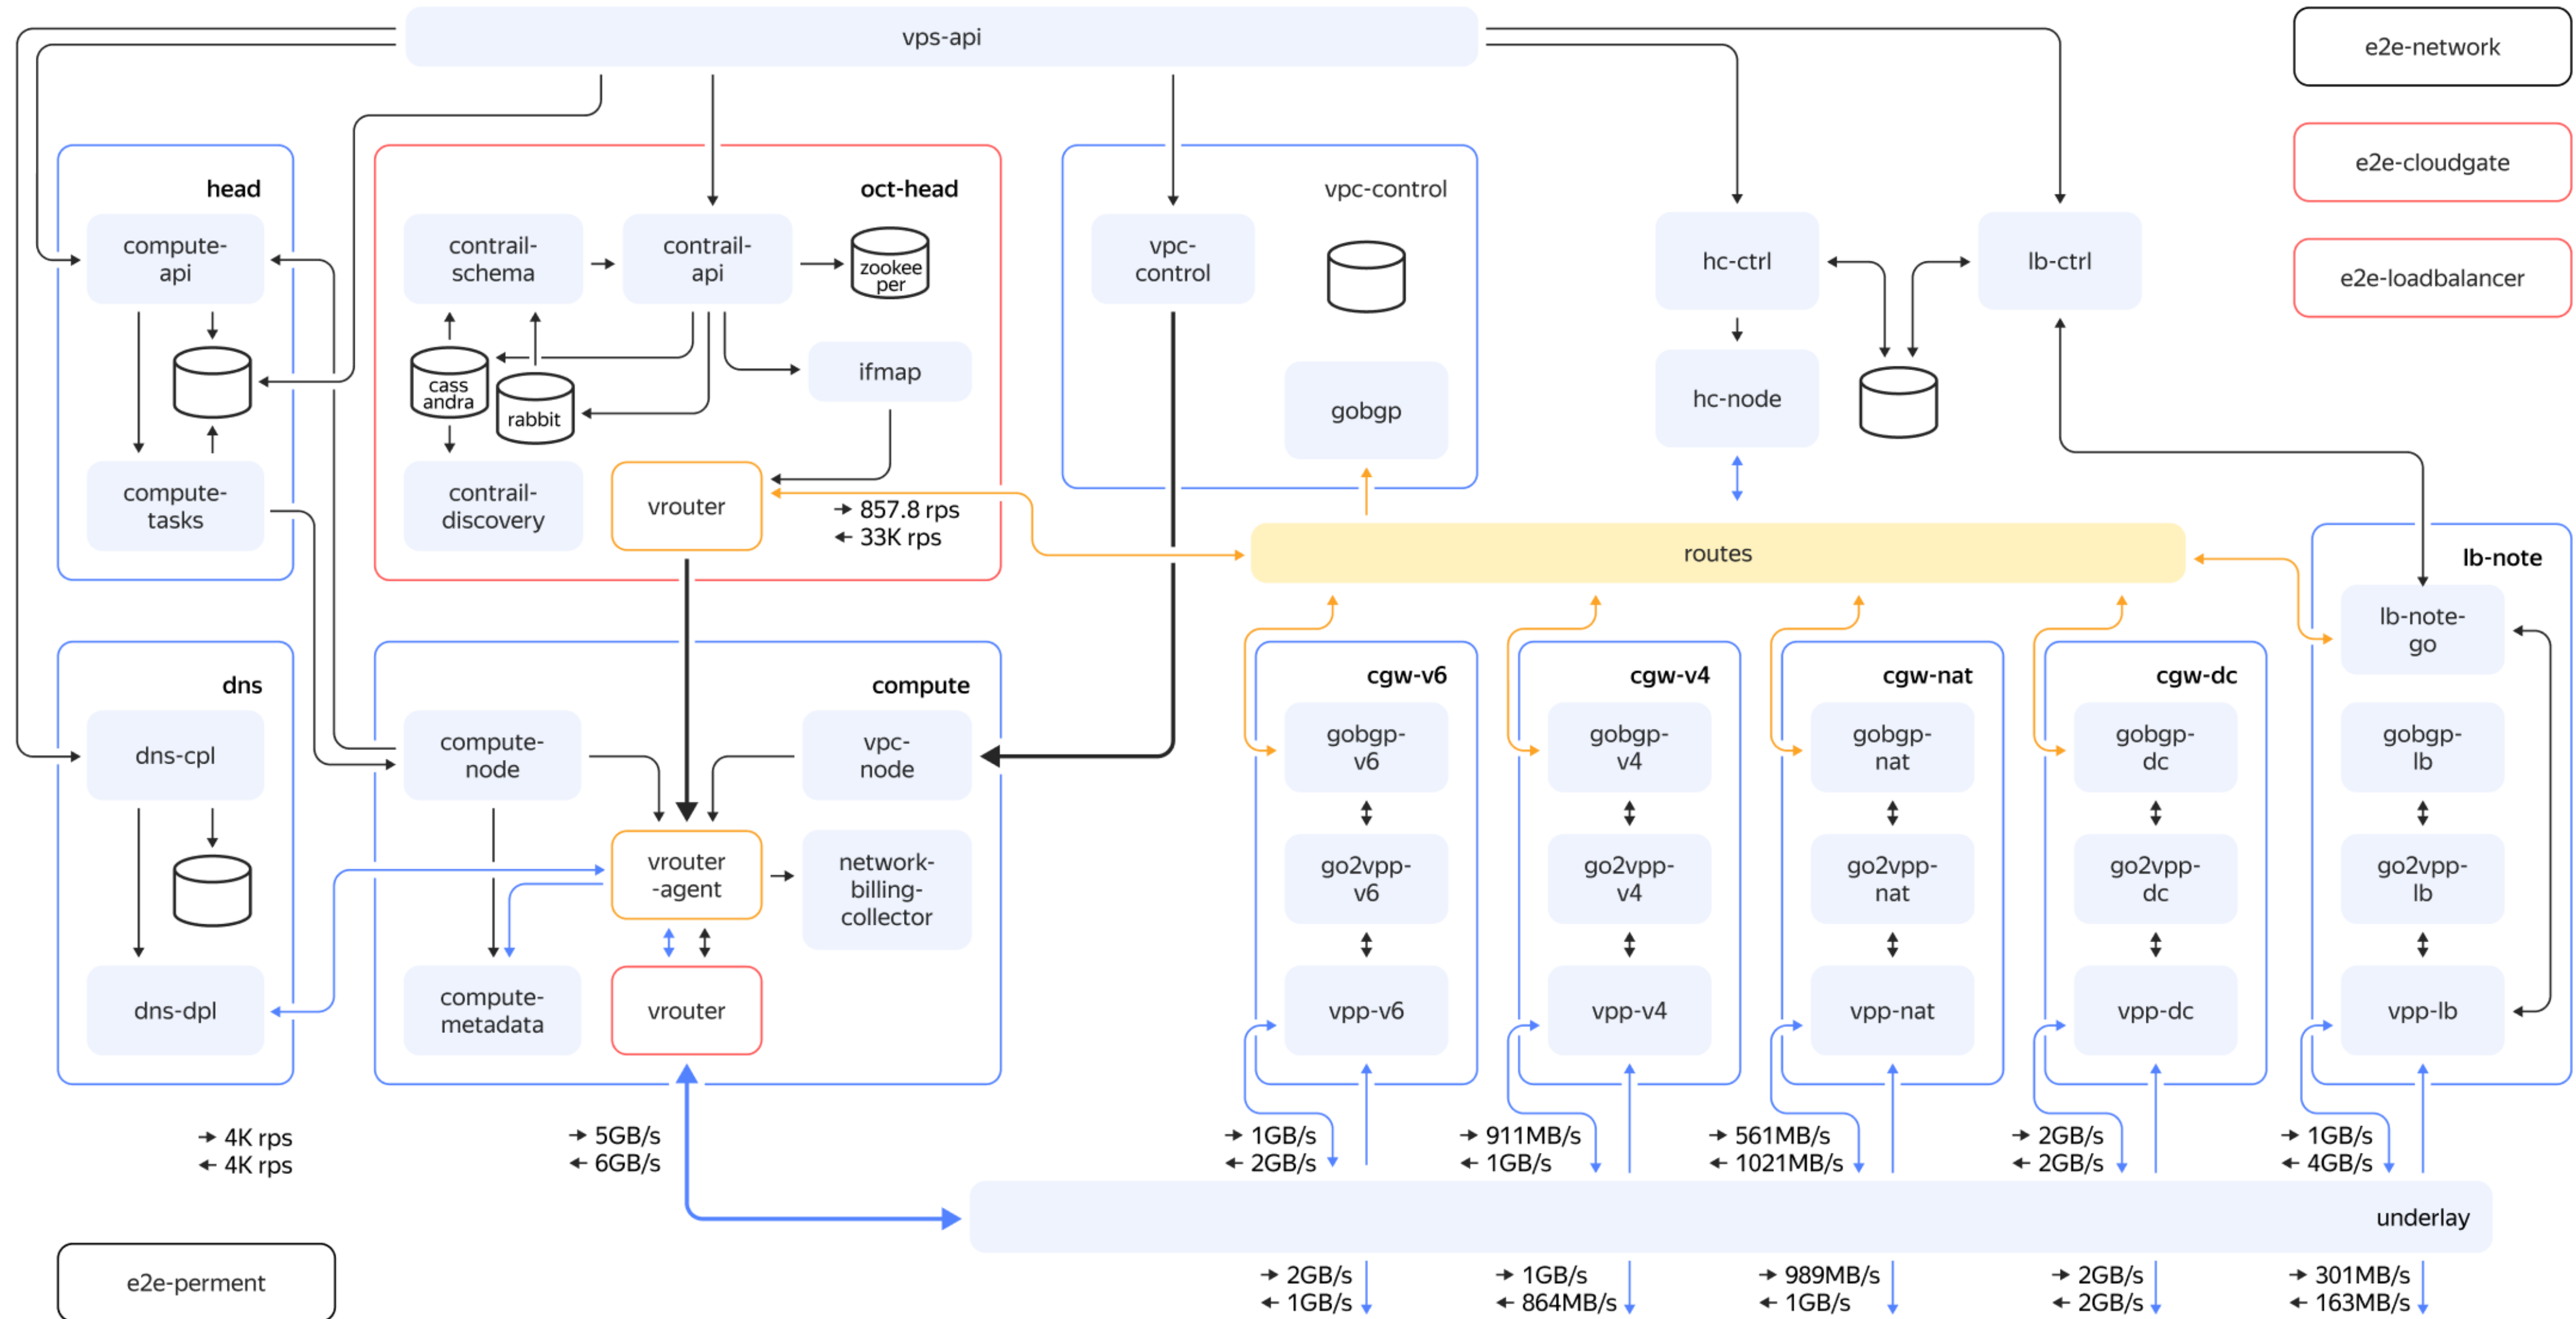 vps-api
e2e-network
e2e-cloudgate
e2e-loadbalancer
head
compute-
api
compute-
tasks
oct-head
contrail-
schema
contrail-
api
zookee
per
cass
andra
rabbit
ifmap
contrail-
discovery
vrouter
→ 857.8 rps
← 33K rps
vpc-control
vpc-
control
gobgp
hc-ctrl
lb-ctrl
hc-node
routes
lb-note
lb-note-
go
gobgp-
lb
go2vpp-
lb
vpp-lb
dns
dns-cpl
dns-dpl
compute
compute-
node
vpc-
node
vrouter
-agent
network-
billing-
collector
compute-
metadata
vrouter
cgw-v6
gobgp-
v6
go2vpp-
v6
vpp-v6
cgw-v4
gobgp-
v4
go2vpp-
v4
vpp-v4
cgw-nat
gobgp-
nat
go2vpp-
nat
vpp-nat
cgw-dc
gobgp-
dc
go2vpp-
dc
vpp-dc
→ 4K rps
← 4K rps
→ 5GB/s
← 6GB/s
→ 1GB/s
← 2GB/s
→ 911MB/s
← 1GB/s
→ 561MB/s
← 1021MB/s
→ 2GB/s
← 2GB/s
→ 1GB/s
← 4GB/s
underlay
e2e-perment
→ 2GB/s
← 1GB/s
→ 1GB/s
← 864MB/s
→ 989MB/s
← 1GB/s
→ 2GB/s
← 2GB/s
→ 301MB/s
← 163MB/s